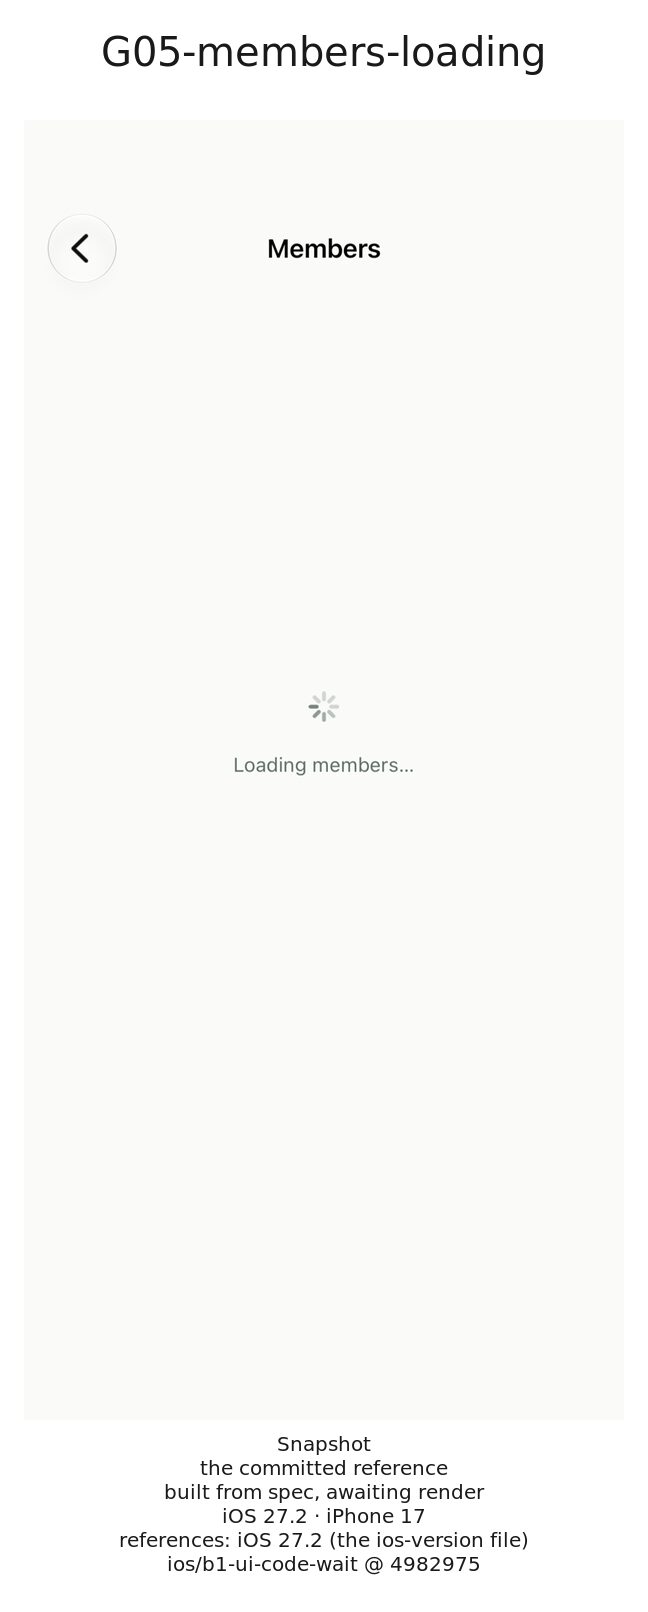 G05-members-loading
Members
Loading members...
Snapshot
the committed reference
built from spec, awaiting render
iOS 27.2 · iPhone 17
references: iOS 27.2 (the ios-version file)
ios/b1-ui-code-wait @ 4982975